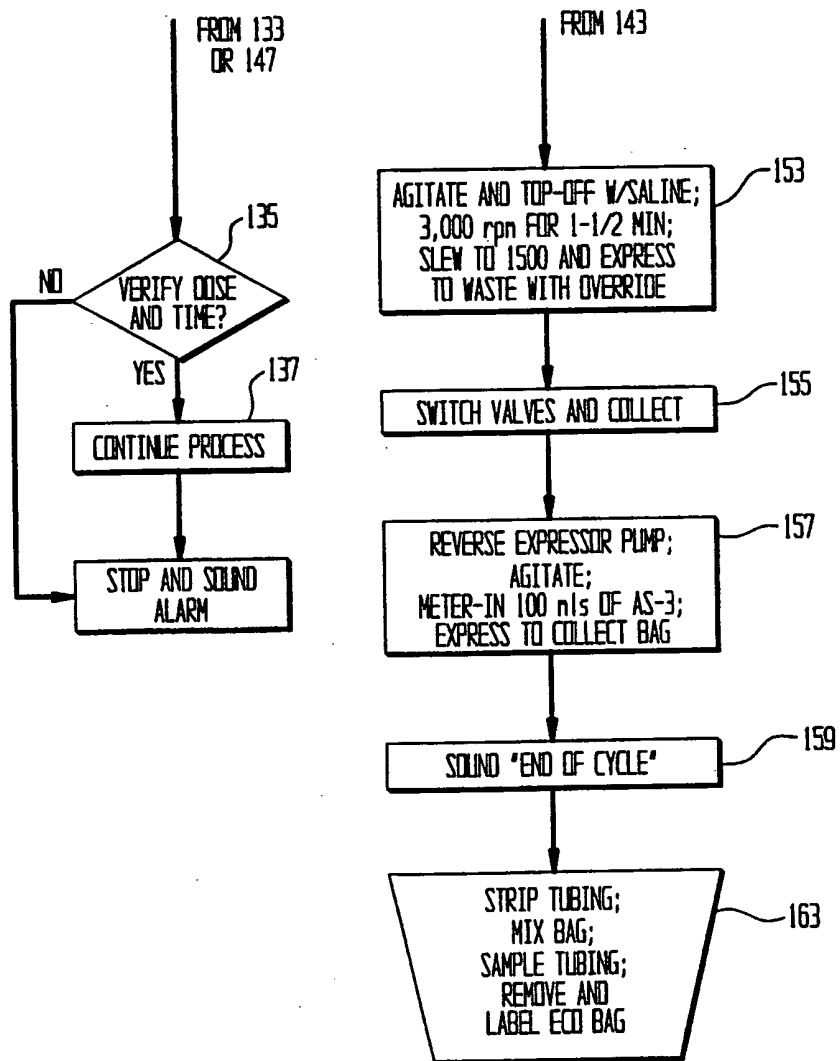 FROM 133
OR 147
135
NO
VERIFY DOSE
AND TIME?
YES
137
CONTINUE PROCESS
STOP AND SOUND
ALARM
FROM 143
153
AGITATE AND TOP-OFF W/SALINE;
3,000 rpm FOR 1-1/2 MIN;
SLEW TO 1500 AND EXPRESS
TO WASTE WITH OVERRIDE
155
SWITCH VALVES AND COLLECT
157
REVERSE EXPRESSOR PUMP;
AGITATE;
METER-IN 100 mls OF AS-3;
EXPRESS TO COLLECT BAG
159
SOUND "END OF CYCLE"
163
STRIP TUBING;
MIX BAG;
SAMPLE TUBING;
REMOVE AND
LABEL ECO BAG